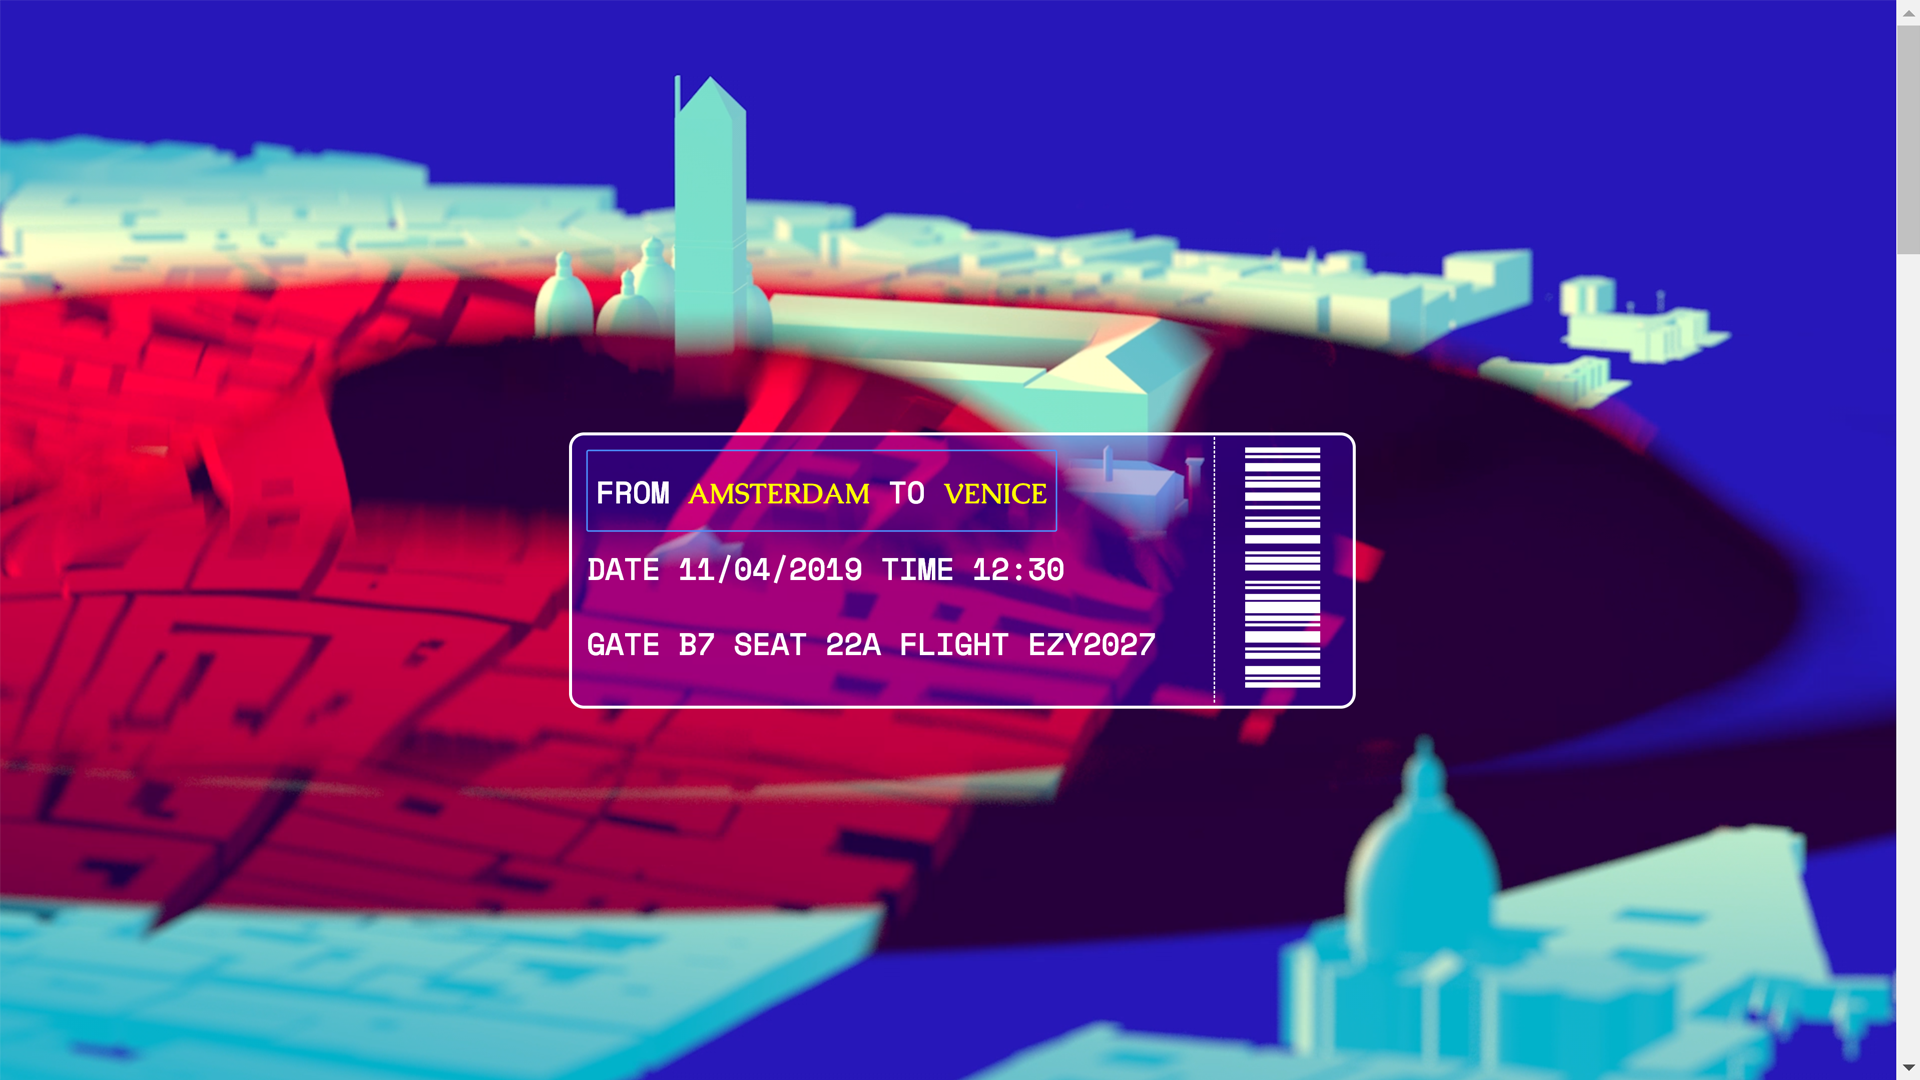 FROM AMSTERDAM TO VENICE
DATE 11/04/2019 TIME 12:30
GATE B7 SEAT 22A FLIGHT EZY2027